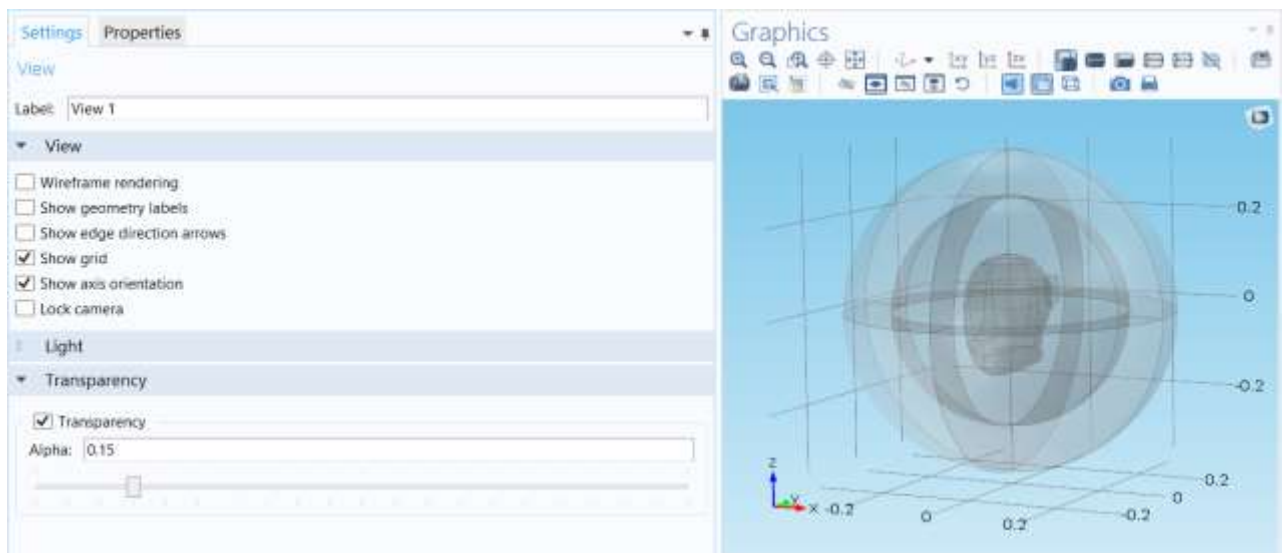 Settings Properties
View
Label: View 1
View
Wireframe rendering
Show geometry labels
Show edge direction arrows
Show grid
Show axis orientation
Lock camera
Light
Transparency
Transparency
Alpha: 0.15
Graphics
0.2
0
-0.2
z
y
x
-0.2
0
0.2
-0.2
0
0.2